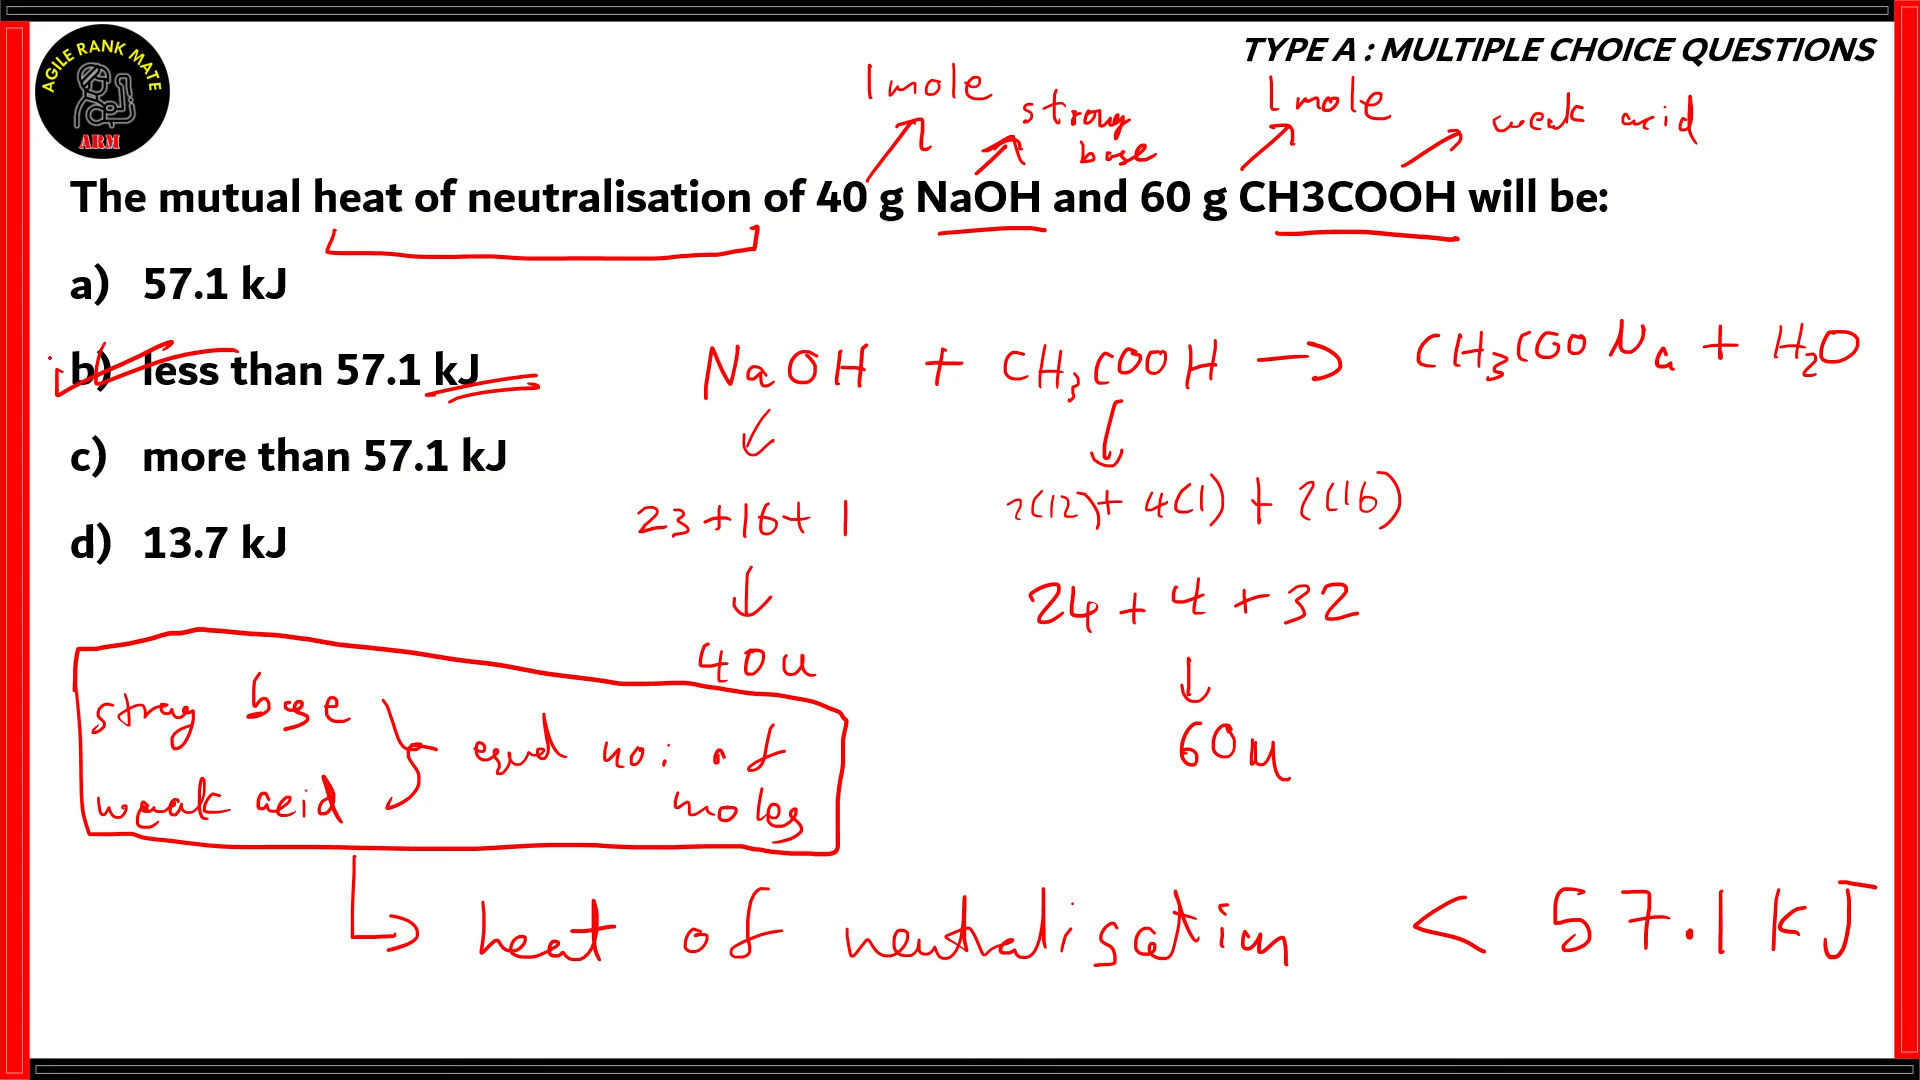 AGILE RANK MATE
ARM
TYPE A : MULTIPLE CHOICE QUESTIONS
1 mole strong base 1 mole weak acid
The mutual heat of neutralisation of 40 g NaOH and 60 g CH3COOH will be:
a) 57.1 kJ
b) less than 57.1 kJ
c) more than 57.1 kJ
d) 13.7 kJ
NaOH + CH₃COOH → CH₃COONa + H₂O
23 + 16 + 1
2(12) + 4(1) + 2(16)
40u
24 + 4 + 32
60u
strong base
weak acid
equal no: of
moles
heat of neutralisation < 57.1 kJ